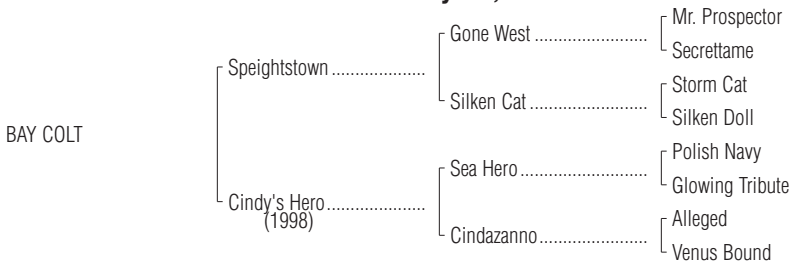 Mr. Prospector
Gone West ......................
Secrettame
Speightstown ....................
Storm Cat
Silken Cat ......................
Silken Doll
BAY COLT
Polish Navy
Sea Hero ........................
Glowing Tribute
Cindy's Hero .....................
(1998)
Alleged
Cindazanno ......................
Venus Bound